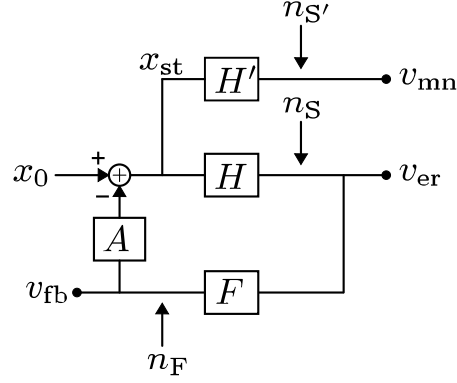 n_S'
x_st H' v_mn
n_S
x_0 + + H v_er
−
A
v_fb F
n_F